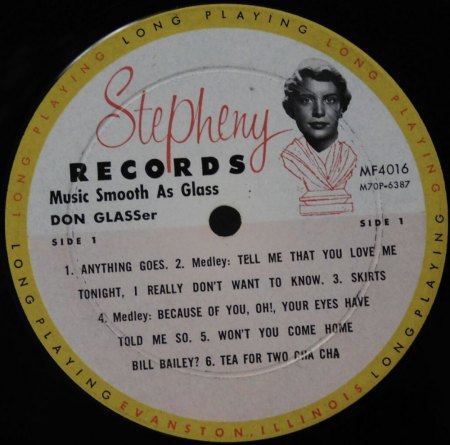 LONG PLAYING LONG PLAYING LONG PLAYING LONG PLAYING LONG PLAYING LONG PLAYING
Stepheny
RECORDS
MF4016
M70P-6387
Music Smooth As Glass
DON GLASSer
SIDE 1
SIDE 1
1. ANYTHING GOES. 2. Medley: TELL ME THAT YOU LOVE ME
TONIGHT, I REALLY DON'T WANT TO KNOW. 3. SKIRTS
4. Medley: BECAUSE OF YOU, OH!, YOUR EYES HAVE
TOLD ME SO. 5. WON'T YOU COME HOME
BILL BAILEY? 6. TEA FOR TWO CHA CHA
EVANSTON, ILLINOIS